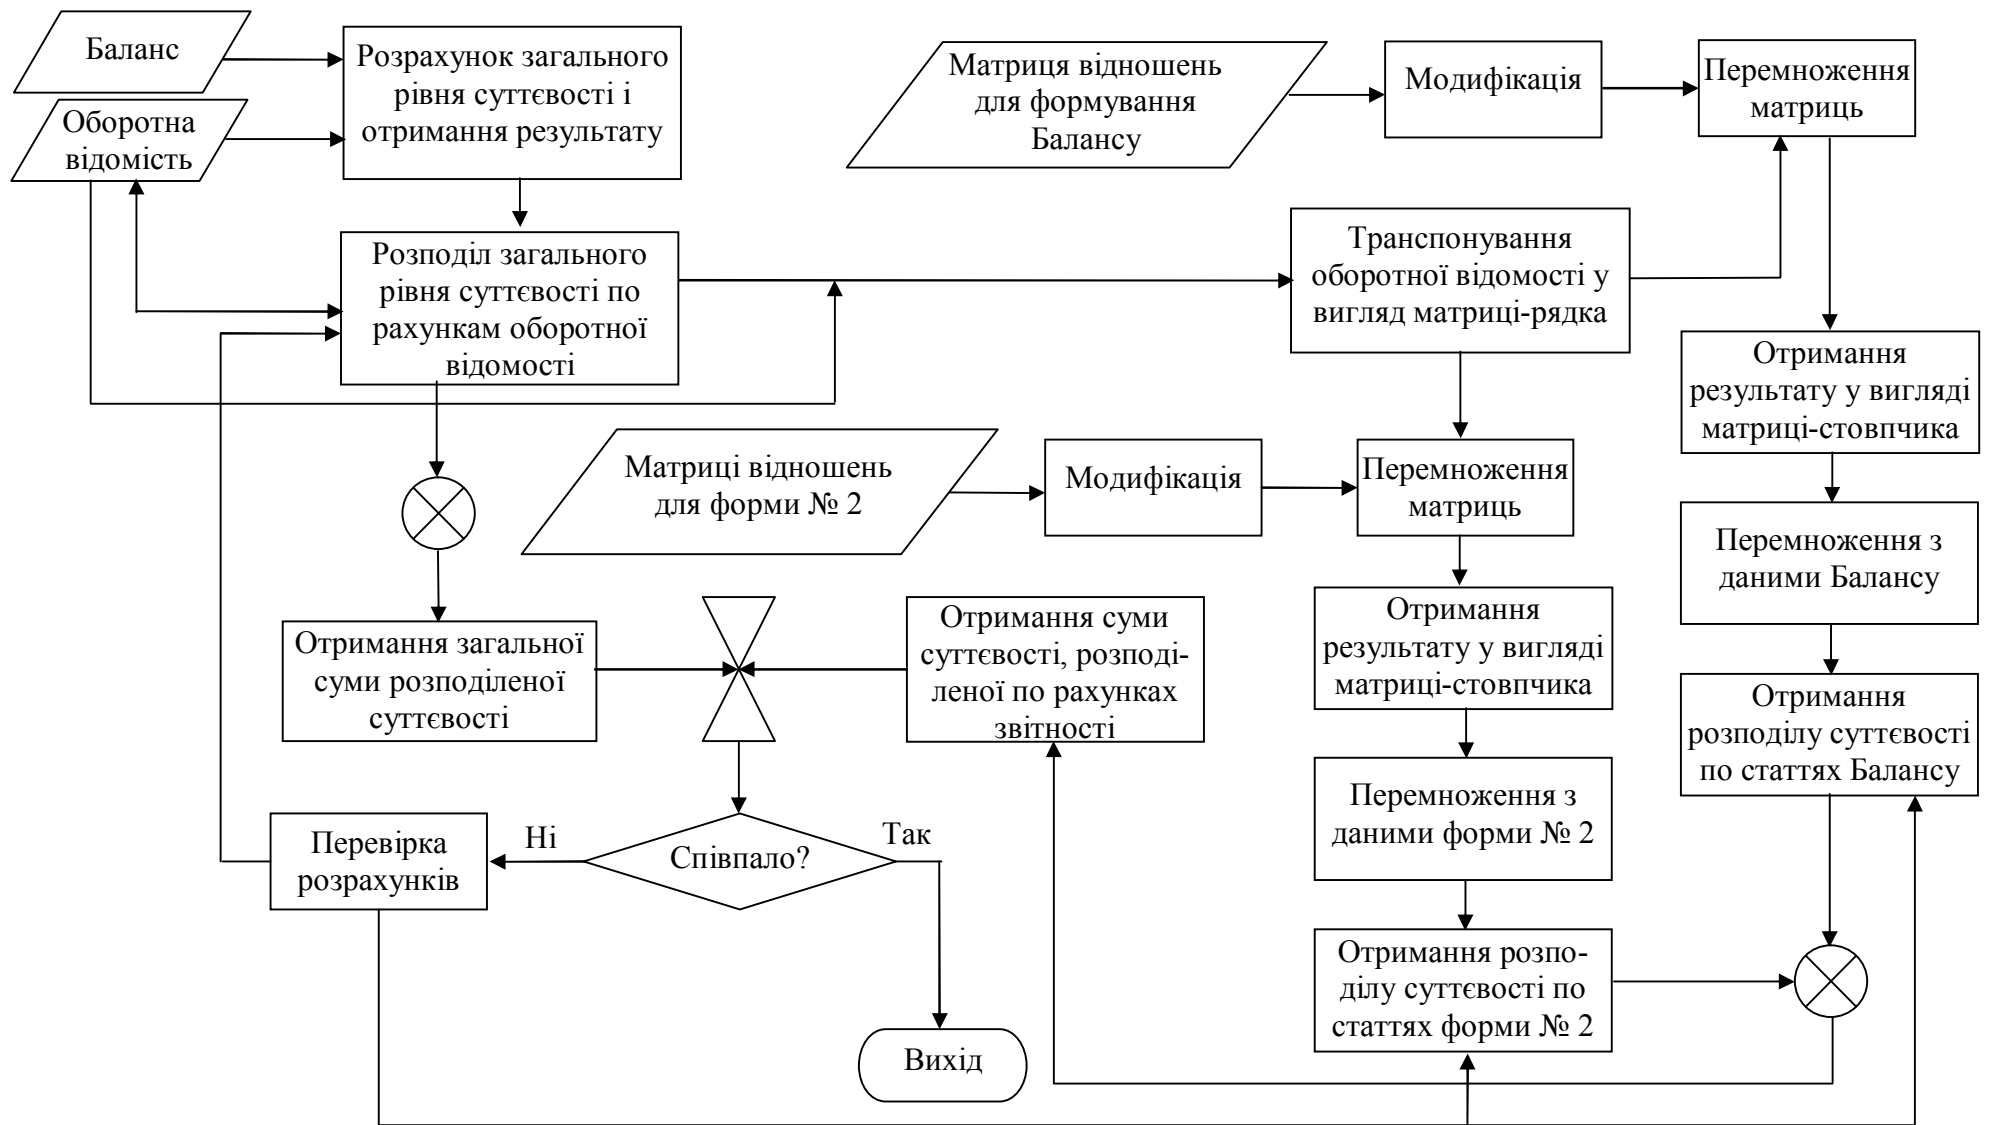 Баланс
Оборотна
відомість
Розрахунок загального
рівня суттєвості і
отримання результату
Матриця відношень
для формування
Балансу
Модифікація
Перемноження
матриць
Розподіл загального
рівня суттєвості по
рахункам оборотної
відомості
Транспонування
оборотної відомості у
вигляд матриці-рядка
Отримання
результату у вигляді
матриці-стовпчика
Матриці відношень
для форми № 2
Модифікація
Перемноження
матриць
Перемноження з
даними Балансу
Отримання загальної
суми розподіленої
суттєвості
Отримання суми
суттєвості, розподі-
леної по рахунках
звітності
Отримання
результату у вигляді
матриці-стовпчика
Отримання
розподілу суттєвості
по статтях Балансу
Перевірка
розрахунків
Ні
Співпало?
Так
Перемноження з
даними форми № 2
Отримання розпо-
ділу суттєвості по
статтях форми № 2
Вихід